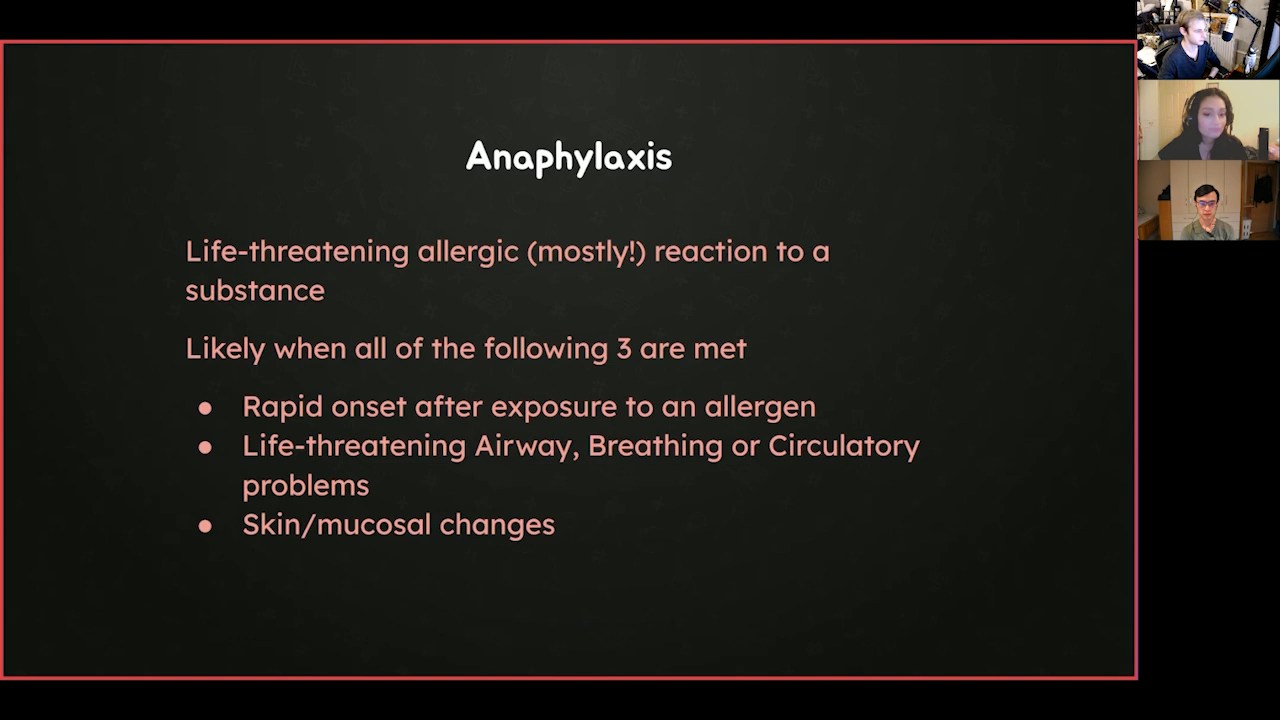 Anaphylaxis
Life-threatening allergic (mostly!) reaction to a
substance
Likely when all of the following 3 are met
● Rapid onset after exposure to an allergen
● Life-threatening Airway, Breathing or Circulatory
problems
● Skin/mucosal changes